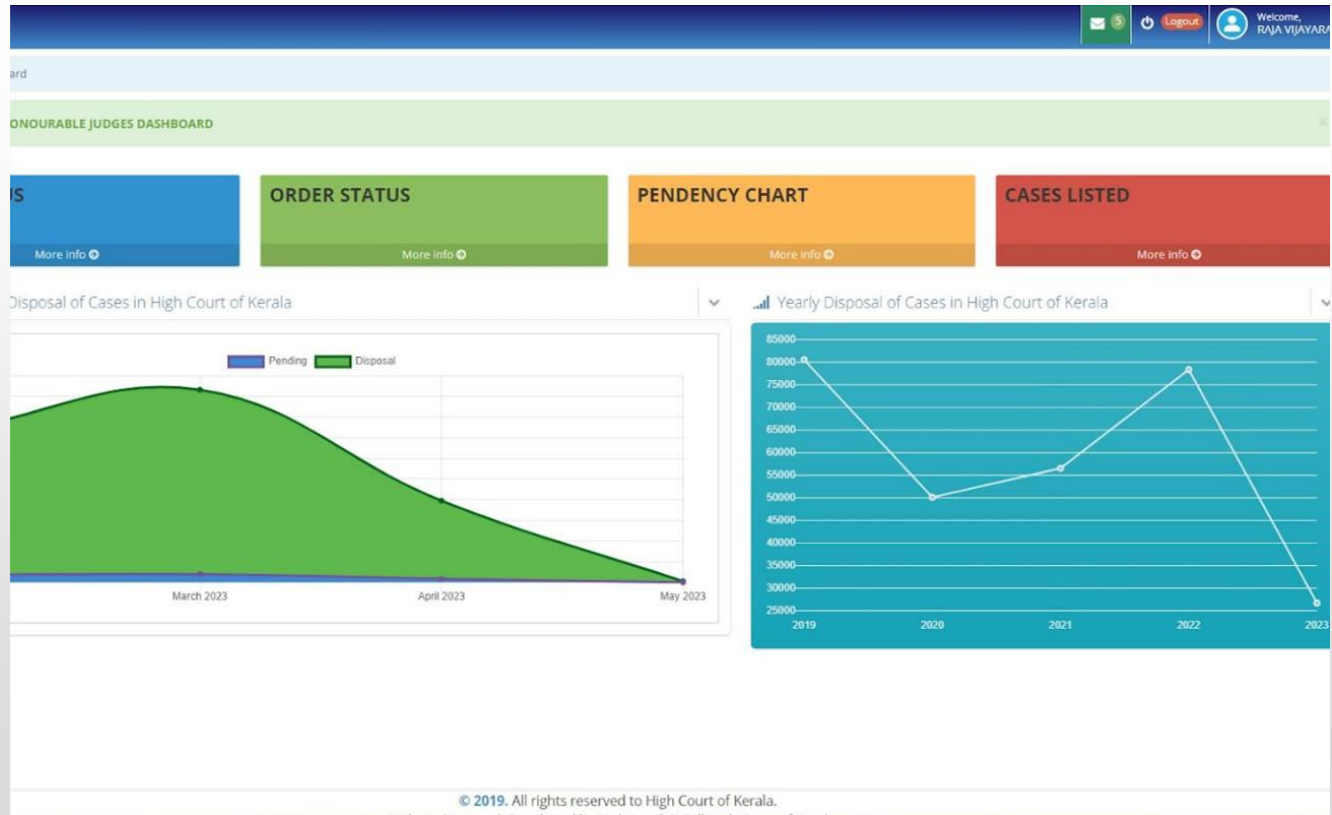 5 Logout Welcome,
RAJA VIJAYARA
ard
ONOURABLE JUDGES DASHBOARD
US
More info
ORDER STATUS
More info
PENDENCY CHART
More info
CASES LISTED
More info
Disposal of Cases in High Court of Kerala
Pending Disposal
March 2023 April 2023 May 2023
Yearly Disposal of Cases in High Court of Kerala
85000
80000
75000
70000
65000
60000
55000
50000
45000
40000
35000
30000
25000
2019 2020 2021 2022 2023
© 2019. All rights reserved to High Court of Kerala.